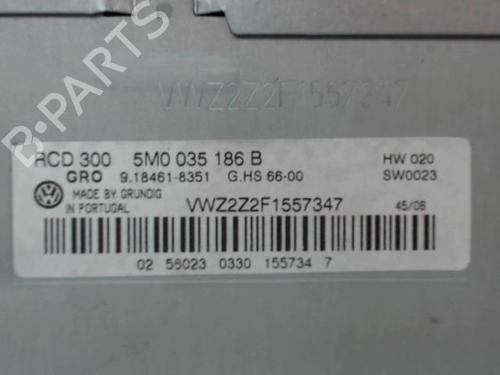 VWZ2Z2F1557347
B-PARTS
RCD 300 5M0 035 186 B HW 020
GRO 9.18461-8351 G.HS 66-00 SW0023
MADE BY GRUNDIG
IN PORTUGAL VWZ2Z2F1557347 45/06
02 56023 0330 155734 7